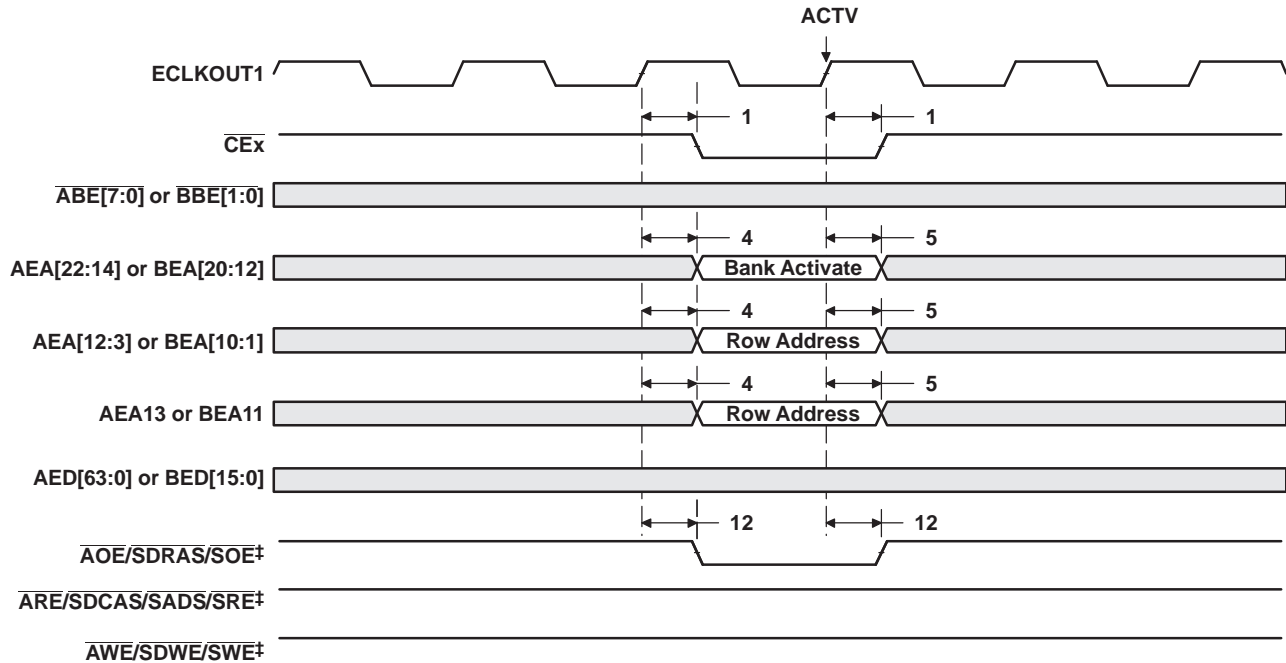 ACTV
ECLKOUT1
1 1
CEx
ABE[7:0] or BBE[1:0]
4 5
AEA[22:14] or BEA[20:12] Bank Activate
4 5
AEA[12:3] or BEA[10:1] Row Address
4 5
AEA13 or BEA11 Row Address
AED[63:0] or BED[15:0]
12 12
AOE/SDRAS/SOE‡
ARE/SDCAS/SADS/SRE‡
AWE/SDWE/SWE‡